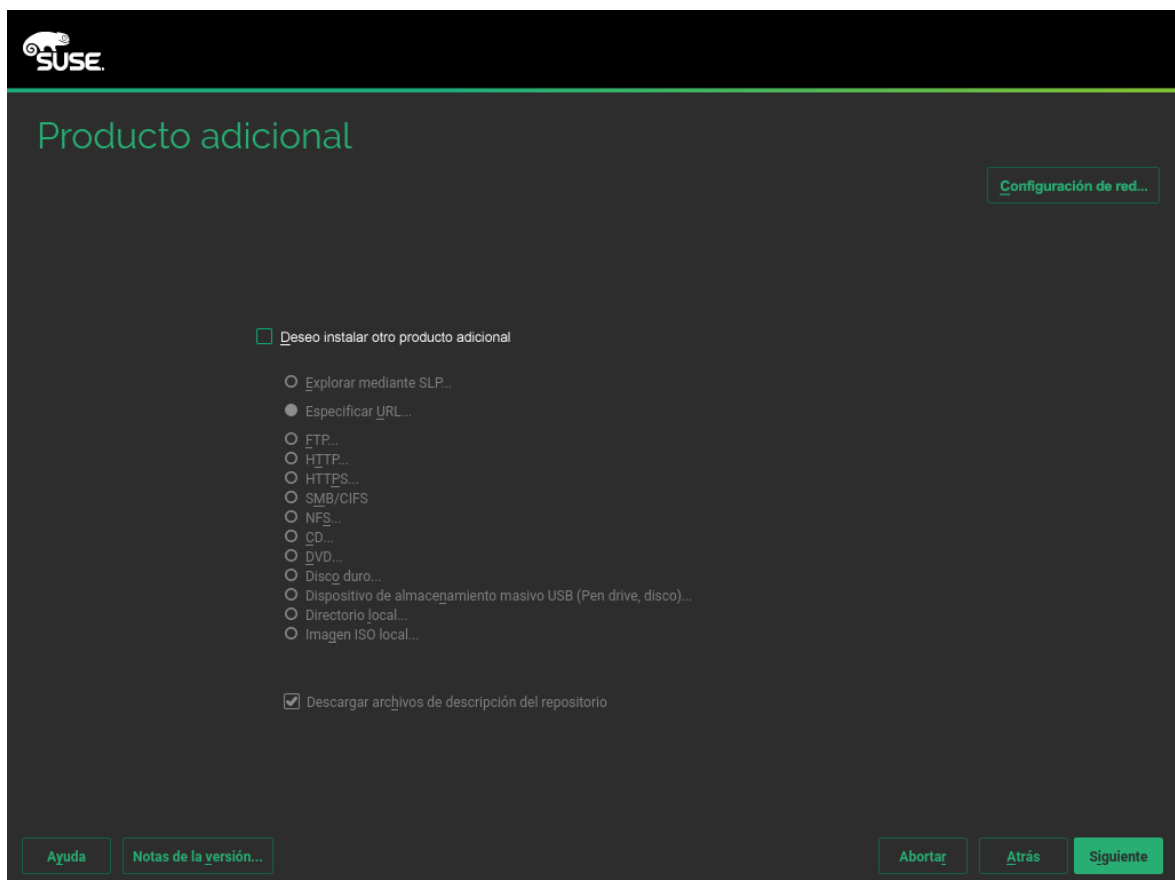 SUSE.
Producto adicional
Configuración de red...
Deseo instalar otro producto adicional
Explorar mediante SLP...
Especificar URL...
FTP...
HTTP...
HTTPS...
SMB/CIFS
NFS...
CD...
DVD...
Disco duro...
Dispositivo de almacenamiento masivo USB (Pen drive, disco)...
Directorio local...
Imagen ISO local...
Descargar archivos de descripción del repositorio
Ayuda Notas de la versión... Abortar Atrás Siguiente